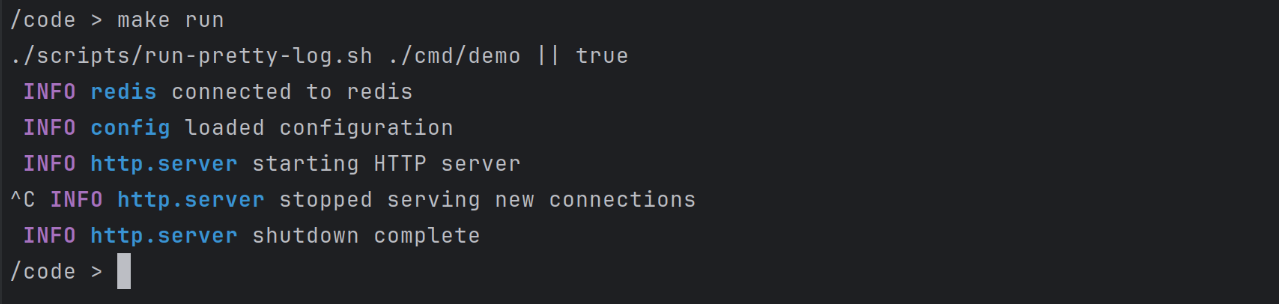 /code > make run
./scripts/run-pretty-log.sh ./cmd/demo || true
INFO redis connected to redis
INFO config loaded configuration
INFO http.server starting HTTP server
^C INFO http.server stopped serving new connections
INFO http.server shutdown complete
/code >